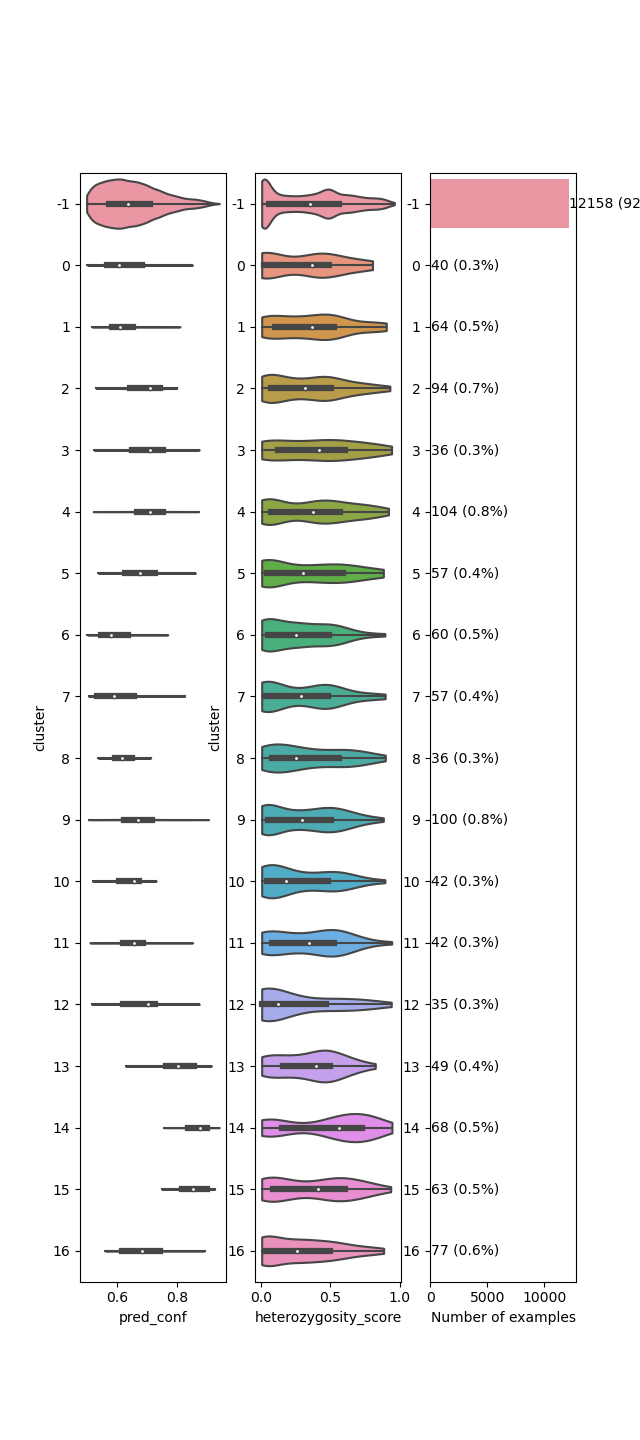 -1 -1 -1 12158 (92
0 0 0 40 (0.3%)
1 1 1 64 (0.5%)
2 2 2 94 (0.7%)
3 3 3 36 (0.3%)
4 4 4 104 (0.8%)
5 5 5 57 (0.4%)
6 6 6 60 (0.5%)
7 7 7 57 (0.4%)
cluster cluster
8 8 8 36 (0.3%)
9 9 9 100 (0.8%)
10 10 10 42 (0.3%)
11 11 11 42 (0.3%)
12 12 12 35 (0.3%)
13 13 13 49 (0.4%)
14 14 14 68 (0.5%)
15 15 15 63 (0.5%)
16 16 16 77 (0.6%)
0.6 0.8 0.0 0.5 1.0 0 5000 10000
pred_conf heterozygosity_score Number of examples